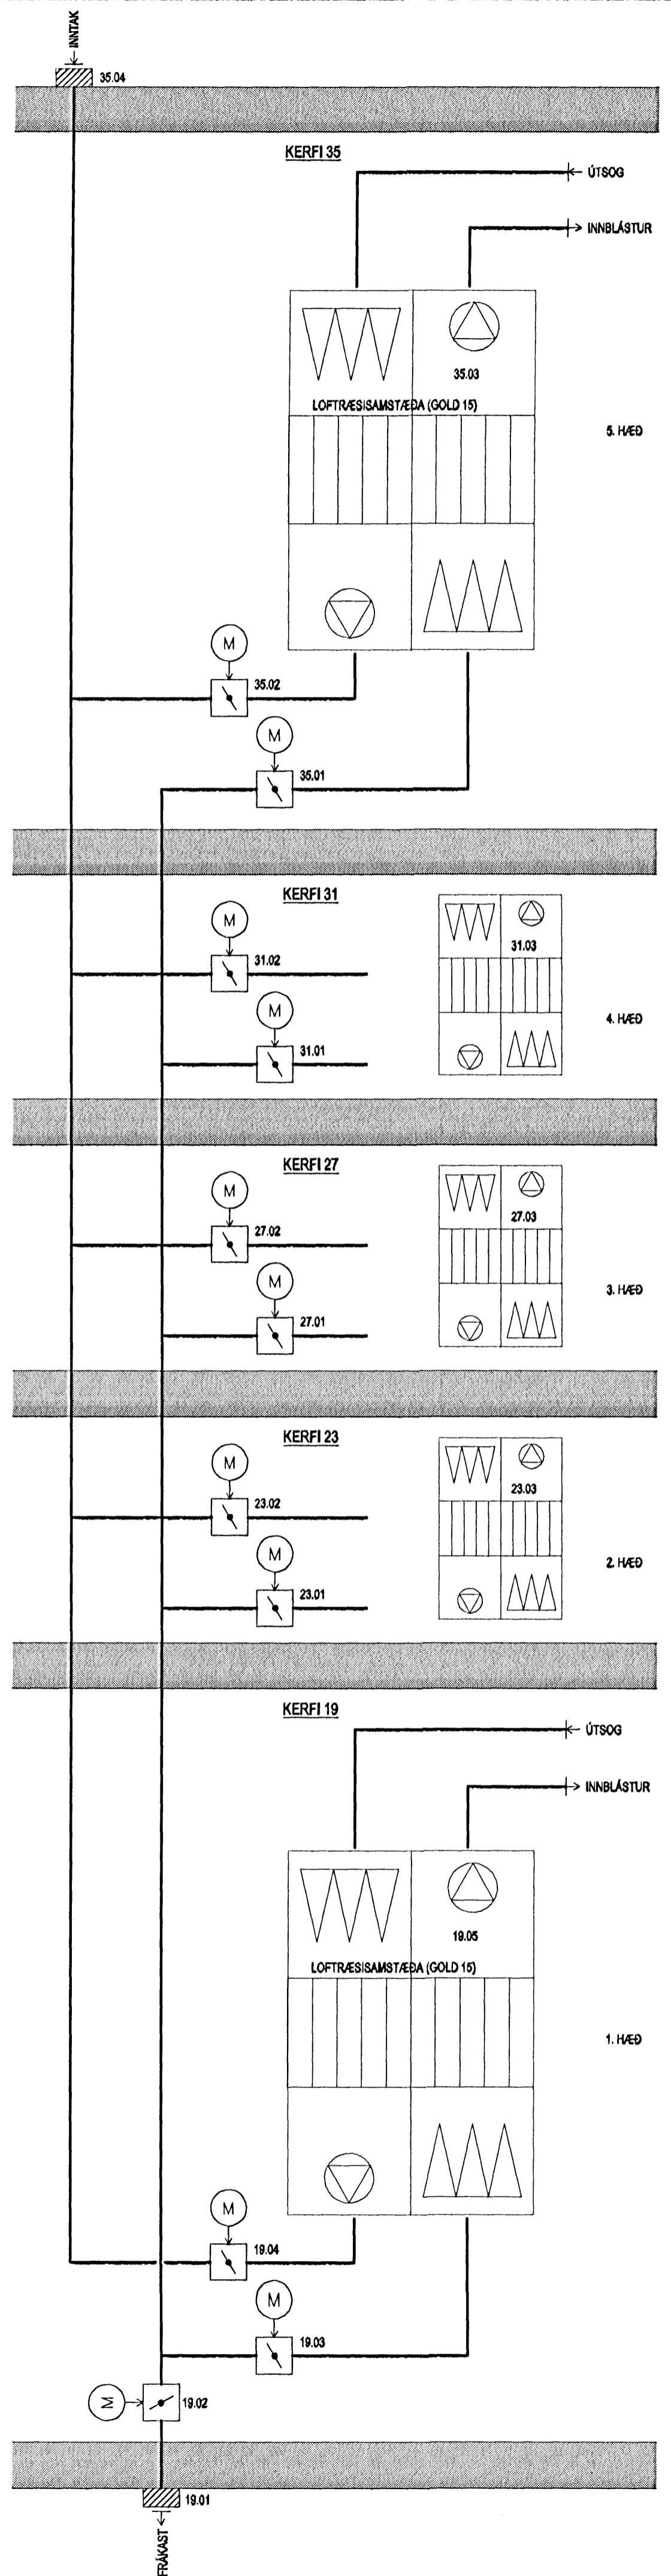 INNTAK
35.04
KERFI 35
ÚTSOG
INNBLÁSTUR
35.03
LOFTRÆSISAMSTÆÐA (GOLD 15)
5. HÆÐ
M
35.02
M
35.01
KERFI 31
M
31.02
31.03
M
31.01
4. HÆÐ
KERFI 27
M
27.02
27.03
M
27.01
3. HÆÐ
KERFI 23
M
23.02
23.03
M
23.01
2. HÆÐ
KERFI 19
ÚTSOG
INNBLÁSTUR
19.05
LOFTRÆSISAMSTÆÐA (GOLD 15)
1. HÆÐ
M
19.04
M
19.03
M
19.02
19.01
FRÁKAST